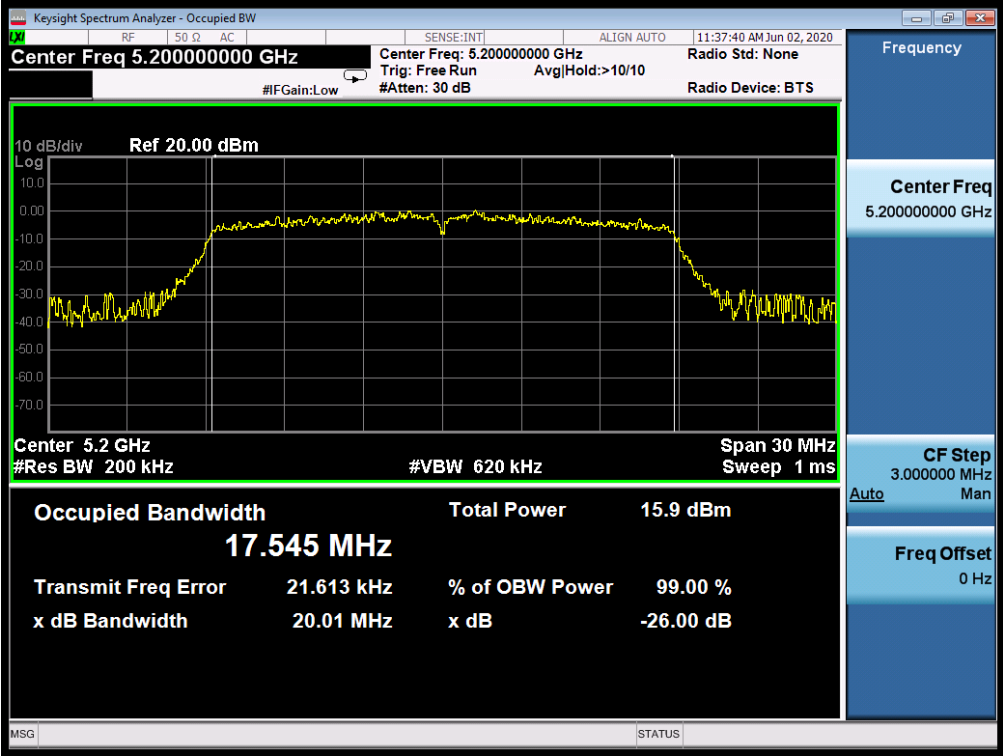 Keysight Spectrum Analyzer - Occupied BW
LXI RF 50 Ω AC SENSE:INT ALIGN AUTO 11:37:40 AM Jun 02, 2020
Center Freq 5.200000000 GHz
Center Freq: 5.200000000 GHz Radio Std: None
Trig: Free Run Avg|Hold:>10/10
#IFGain:Low #Atten: 30 dB Radio Device: BTS
10 dB/div Ref 20.00 dBm
Log
10.0
0.00
-10.0
-20.0
-30.0
-40.0
-50.0
-60.0
-70.0
Center 5.2 GHz Span 30 MHz
#Res BW 200 kHz #VBW 620 kHz Sweep 1 ms
Occupied Bandwidth Total Power 15.9 dBm
17.545 MHz
Transmit Freq Error 21.613 kHz % of OBW Power 99.00 %
x dB Bandwidth 20.01 MHz x dB -26.00 dB
Frequency
Center Freq
5.200000000 GHz
CF Step
3.000000 MHz
Auto Man
Freq Offset
0 Hz
MSG STATUS